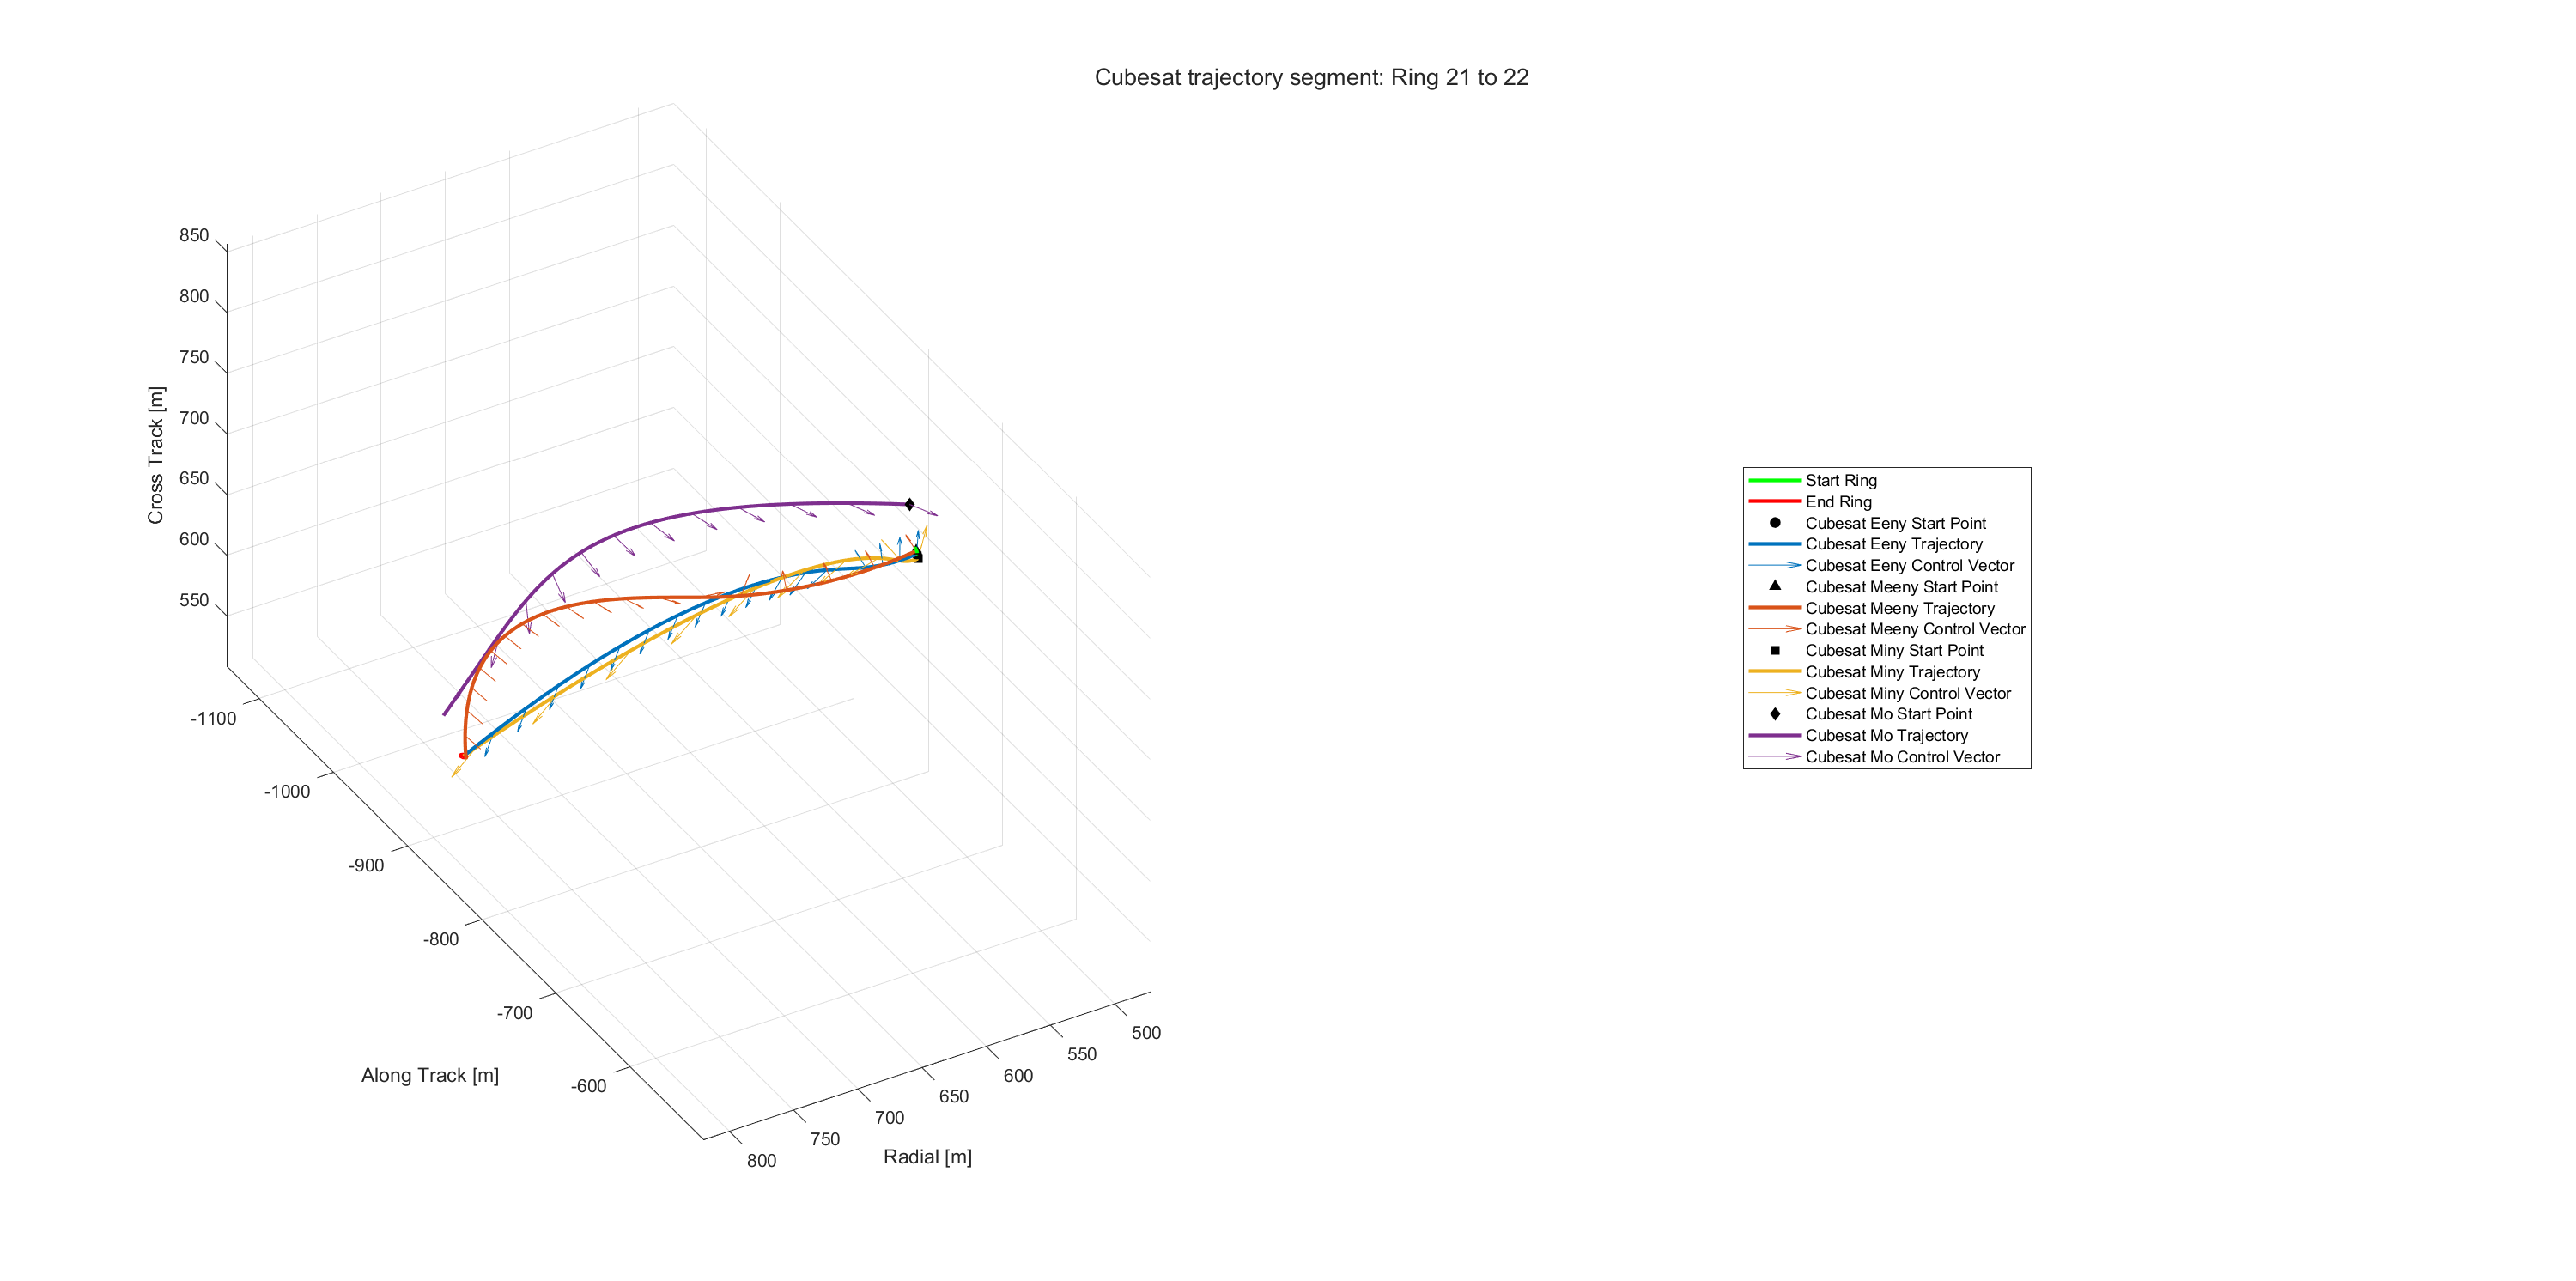 Cubesat trajectory segment: Ring 21 to 22
850
800
750
700
650
600
550
Cross Track [m]
-1100
-1000
-900
-800
-700
-600
Along Track [m]
500
550
600
650
700
750
800
Radial [m]
Start Ring
End Ring
Cubesat Eeny Start Point
Cubesat Eeny Trajectory
Cubesat Eeny Control Vector
Cubesat Meeny Start Point
Cubesat Meeny Trajectory
Cubesat Meeny Control Vector
Cubesat Miny Start Point
Cubesat Miny Trajectory
Cubesat Miny Control Vector
Cubesat Mo Start Point
Cubesat Mo Trajectory
Cubesat Mo Control Vector